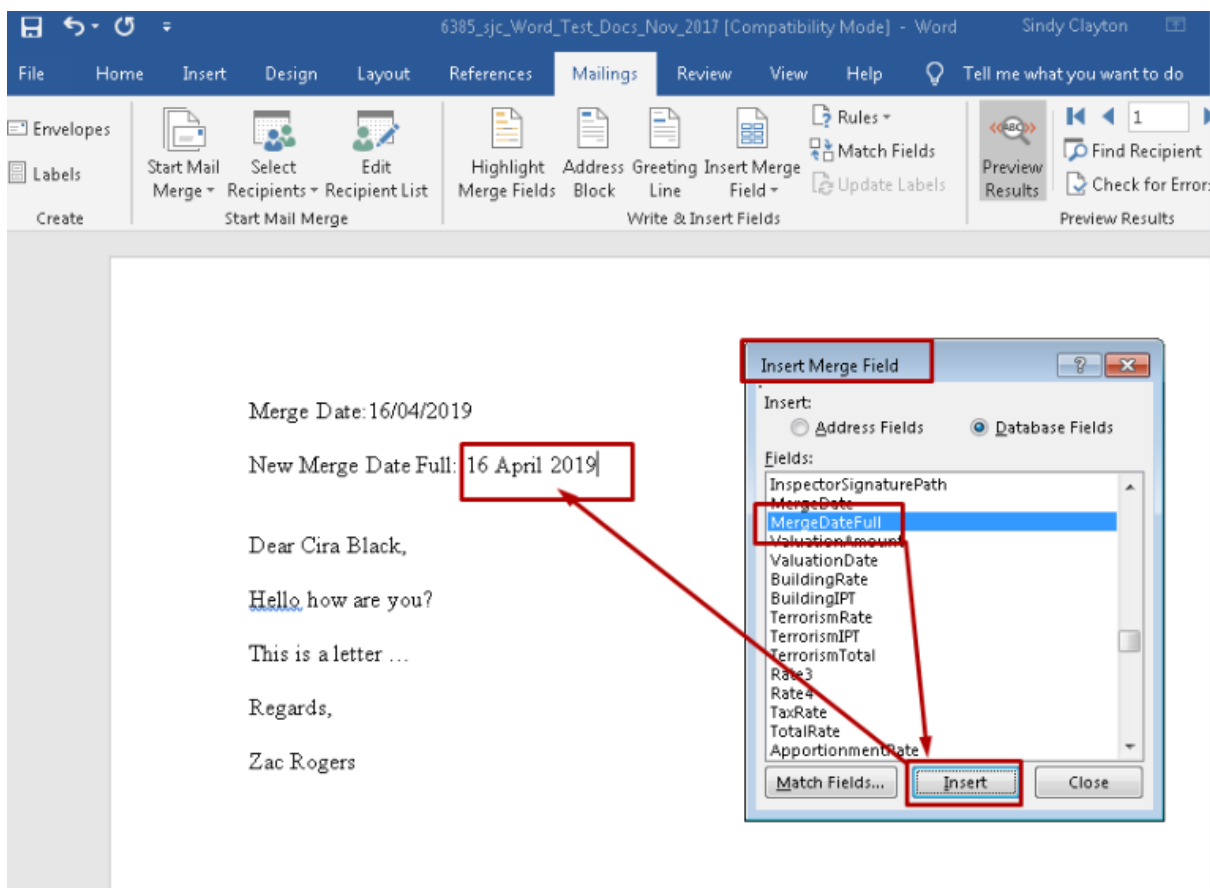 6385_sjc_Word_Test_Docs_Nov_2017 [Compatibility Mode] - Word Sindy Clayton
File Home Insert Design Layout References Mailings Review View Help Tell me what you want to do
Envelopes
Labels
Create
Start Mail
Merge
Select
Recipients
Edit
Recipient List
Start Mail Merge
Highlight
Merge Fields
Address
Block
Greeting
Line
Insert Merge
Field
Rules
Match Fields
Update Labels
Write & Insert Fields
«ABC»
Preview
Results
1
Find Recipient
Check for Errors
Preview Results
Merge Date: 16/04/2019
New Merge Date Full: 16 April 2019
Dear Cira Black,
Hello how are you?
This is a letter ...
Regards,
Zac Rogers
Insert Merge Field
?
Insert:
Address Fields Database Fields
Fields:
InspectorSignaturePath
MergeDate
MergeDateFull
ValuationAmount
ValuationDate
BuildingRate
BuildingIPT
TerrorismRate
TerrorismIPT
TerrorismTotal
Rate3
Rate4
TaxRate
TotalRate
ApportionmentRate
Match Fields... Insert Close